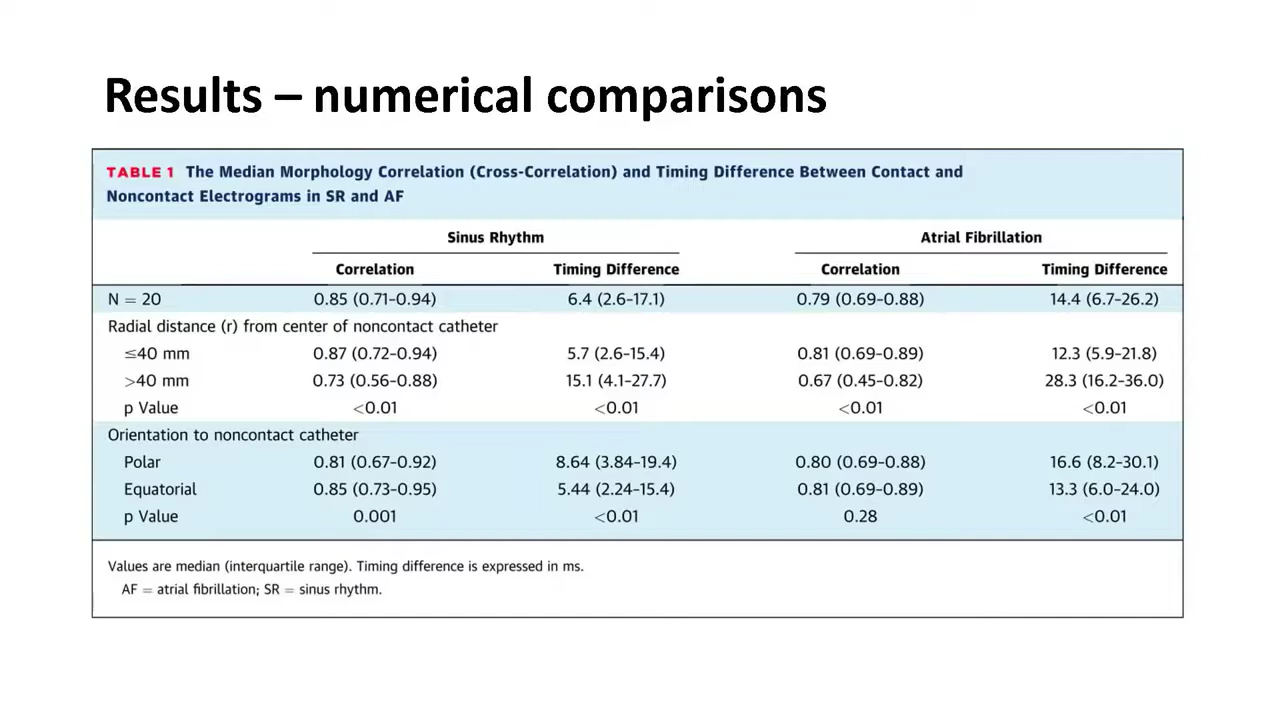 Results – numerical comparisons
TABLE 1 The Median Morphology Correlation (Cross-Correlation) and Timing Difference Between Contact and
Noncontact Electrograms in SR and AF
Sinus Rhythm Atrial Fibrillation
Correlation Timing Difference Correlation Timing Difference
N = 20 0.85 (0.71–0.94) 6.4 (2.6–17.1) 0.79 (0.69–0.88) 14.4 (6.7–26.2)
Radial distance (r) from center of noncontact catheter
≤40 mm 0.87 (0.72–0.94) 5.7 (2.6–15.4) 0.81 (0.69–0.89) 12.3 (5.9–21.8)
>40 mm 0.73 (0.56–0.88) 15.1 (4.1–27.7) 0.67 (0.45–0.82) 28.3 (16.2–36.0)
p Value <0.01 <0.01 <0.01 <0.01
Orientation to noncontact catheter
Polar 0.81 (0.67–0.92) 8.64 (3.84–19.4) 0.80 (0.69–0.88) 16.6 (8.2–30.1)
Equatorial 0.85 (0.73–0.95) 5.44 (2.24–15.4) 0.81 (0.69–0.89) 13.3 (6.0–24.0)
p Value 0.001 <0.01 0.28 <0.01
Values are median (interquartile range). Timing difference is expressed in ms.
AF = atrial fibrillation; SR = sinus rhythm.